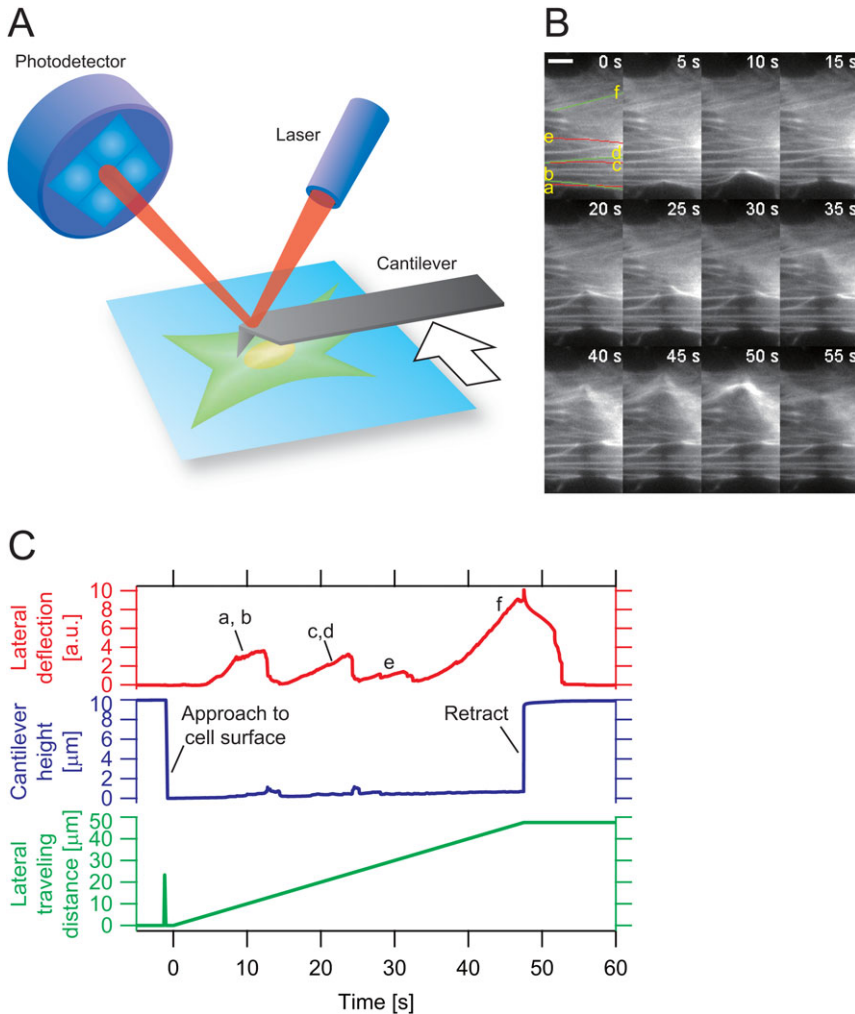 A
Photodetector
Laser
Cantilever
B
0 s
5 s
10 s
15 s
f
e
d
c
b
a
20 s
25 s
30 s
35 s
40 s
45 s
50 s
55 s
C
Lateral
deflection
[a.u.]
10
8
6
4
2
0
a, b
c,d
e
f
Cantilever
height
[μm]
10
8
6
4
2
0
Approach to
cell surface
Retract
Lateral
traveling
distance [μm]
50
40
30
20
10
0
0 10 20 30 40 50 60
Time [s]